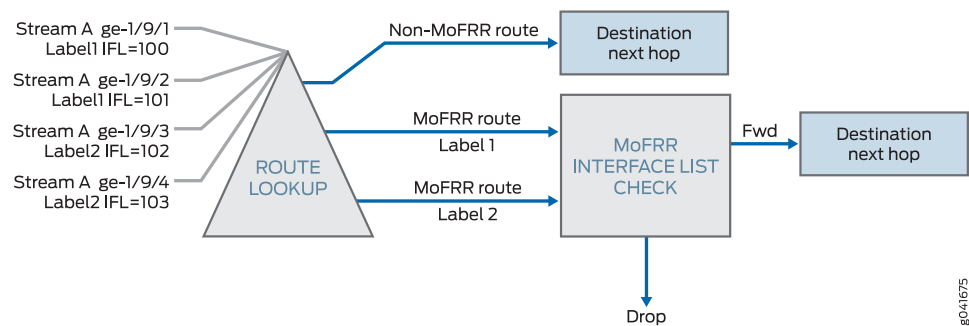 Stream A ge-1/9/1
Label1 IFL=100
Stream A ge-1/9/2
Label1 IFL=101
Stream A ge-1/9/3
Label2 IFL=102
Stream A ge-1/9/4
Label2 IFL=103
ROUTE
LOOKUP
Non-MoFRR route
Destination
next hop
MoFRR route
Label 1
MoFRR route
Label 2
MoFRR
INTERFACE LIST
CHECK
Fwd
Destination
next hop
Drop
g041675